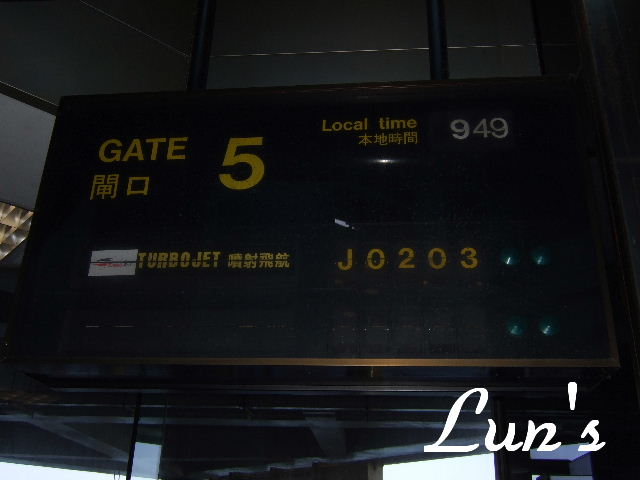 GATE 5
閘口
Local time 949
本地時間
TURBOJET 噴射飛航 J0203
Lun's